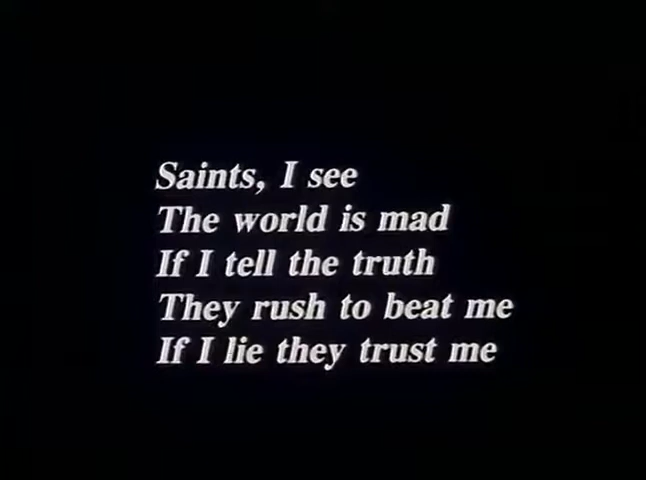 Saints, I see
The world is mad
If I tell the truth
They rush to beat me
If I lie they trust me